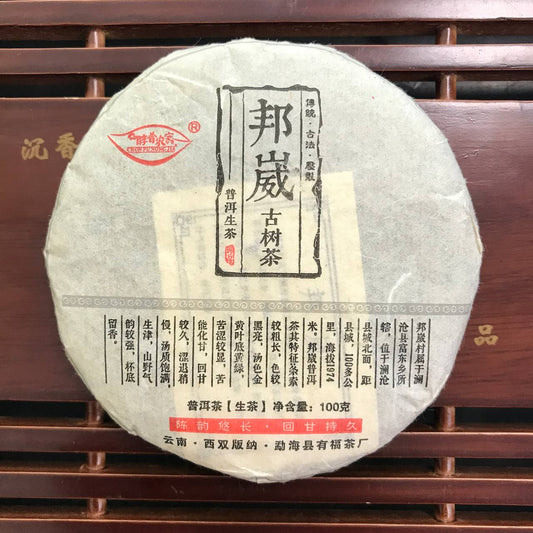 醉普农家
®
傳統·古法·壓製
邦崴
古树茶
普洱生茶
邦崴村属于澜
沧县富东乡所
辖，位于澜沧
县城北面，距
县城，100多公
里，海拔1974
米，邦崴普洱
茶其特征条索
较粗长，色较
墨亮，汤色金
黄叶底黄绿，
苦涩较显，苦
能化甘，回甘
较久，涩退稍
慢，汤质饱满
生津，山野气
韵较强，杯底
留香。
普洱茶【生茶】净含量：100克
陈韵悠长·回甘持久
云南·西双版纳·勐海县有福茶厂
沉香
品